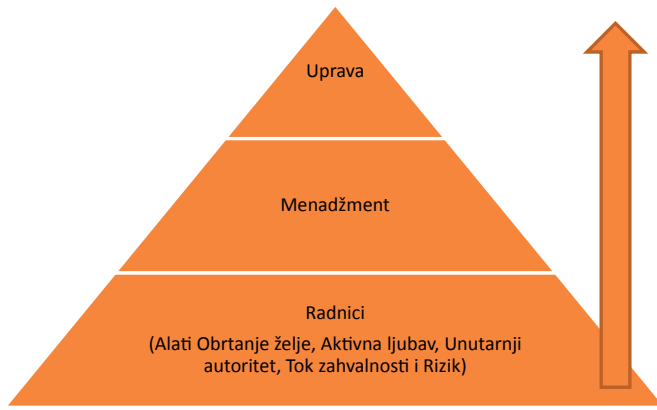 Uprava
Menadžment
Radnici
(Alati Obrtanje želje, Aktivna ljubav, Unutarnji
autoritet, Tok zahvalnosti i Rizik)